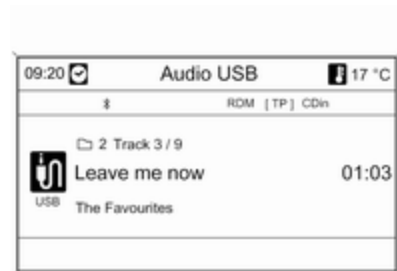 09:20 Audio USB 17 °C
RDM [TP] CDin
2 Track 3 / 9
Leave me now 01:03
USB
The Favourites